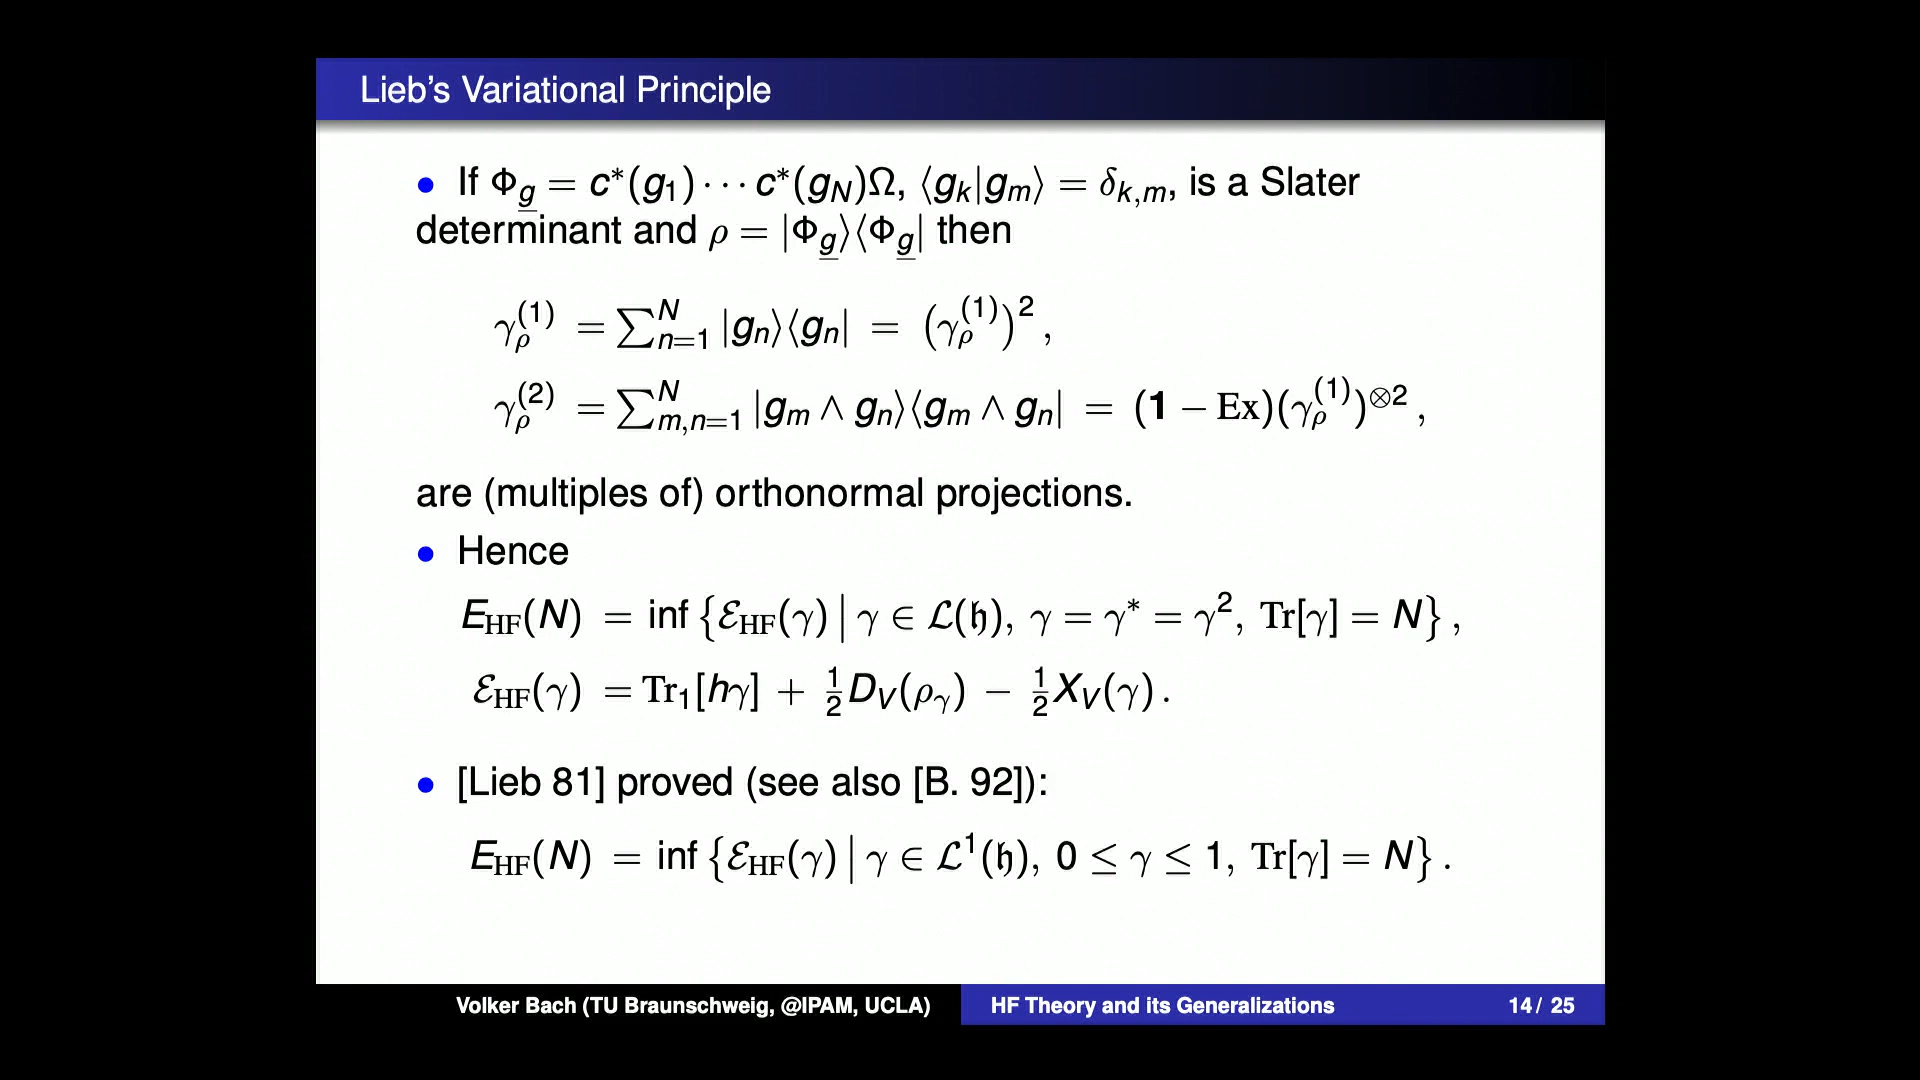 Lieb's Variational Principle
• If Φ_g = c*(g₁) ··· c*(g_N)Ω, ⟨g_k|g_m⟩ = δ_{k,m}, is a Slater
determinant and ρ = |Φ_g⟩⟨Φ_g| then
γ_ρ^{(1)} = ∑_{n=1}^{N} |g_n⟩⟨g_n| = (γ_ρ^{(1)})²,
γ_ρ^{(2)} = ∑_{m,n=1}^{N} |g_m ∧ g_n⟩⟨g_m ∧ g_n| = (1 − Ex)(γ_ρ^{(1)})^{⊗2},
are (multiples of) orthonormal projections.
• Hence
E_HF(N) = inf {ℰ_HF(γ) | γ ∈ ℒ(𝔥), γ = γ* = γ², Tr[γ] = N},
ℰ_HF(γ) = Tr₁[hγ] + ½D_V(ρ_γ) − ½X_V(γ).
• [Lieb 81] proved (see also [B. 92]):
E_HF(N) = inf {ℰ_HF(γ) | γ ∈ ℒ¹(𝔥), 0 ≤ γ ≤ 1, Tr[γ] = N}.
Volker Bach (TU Braunschweig, @IPAM, UCLA) HF Theory and its Generalizations 14 / 25